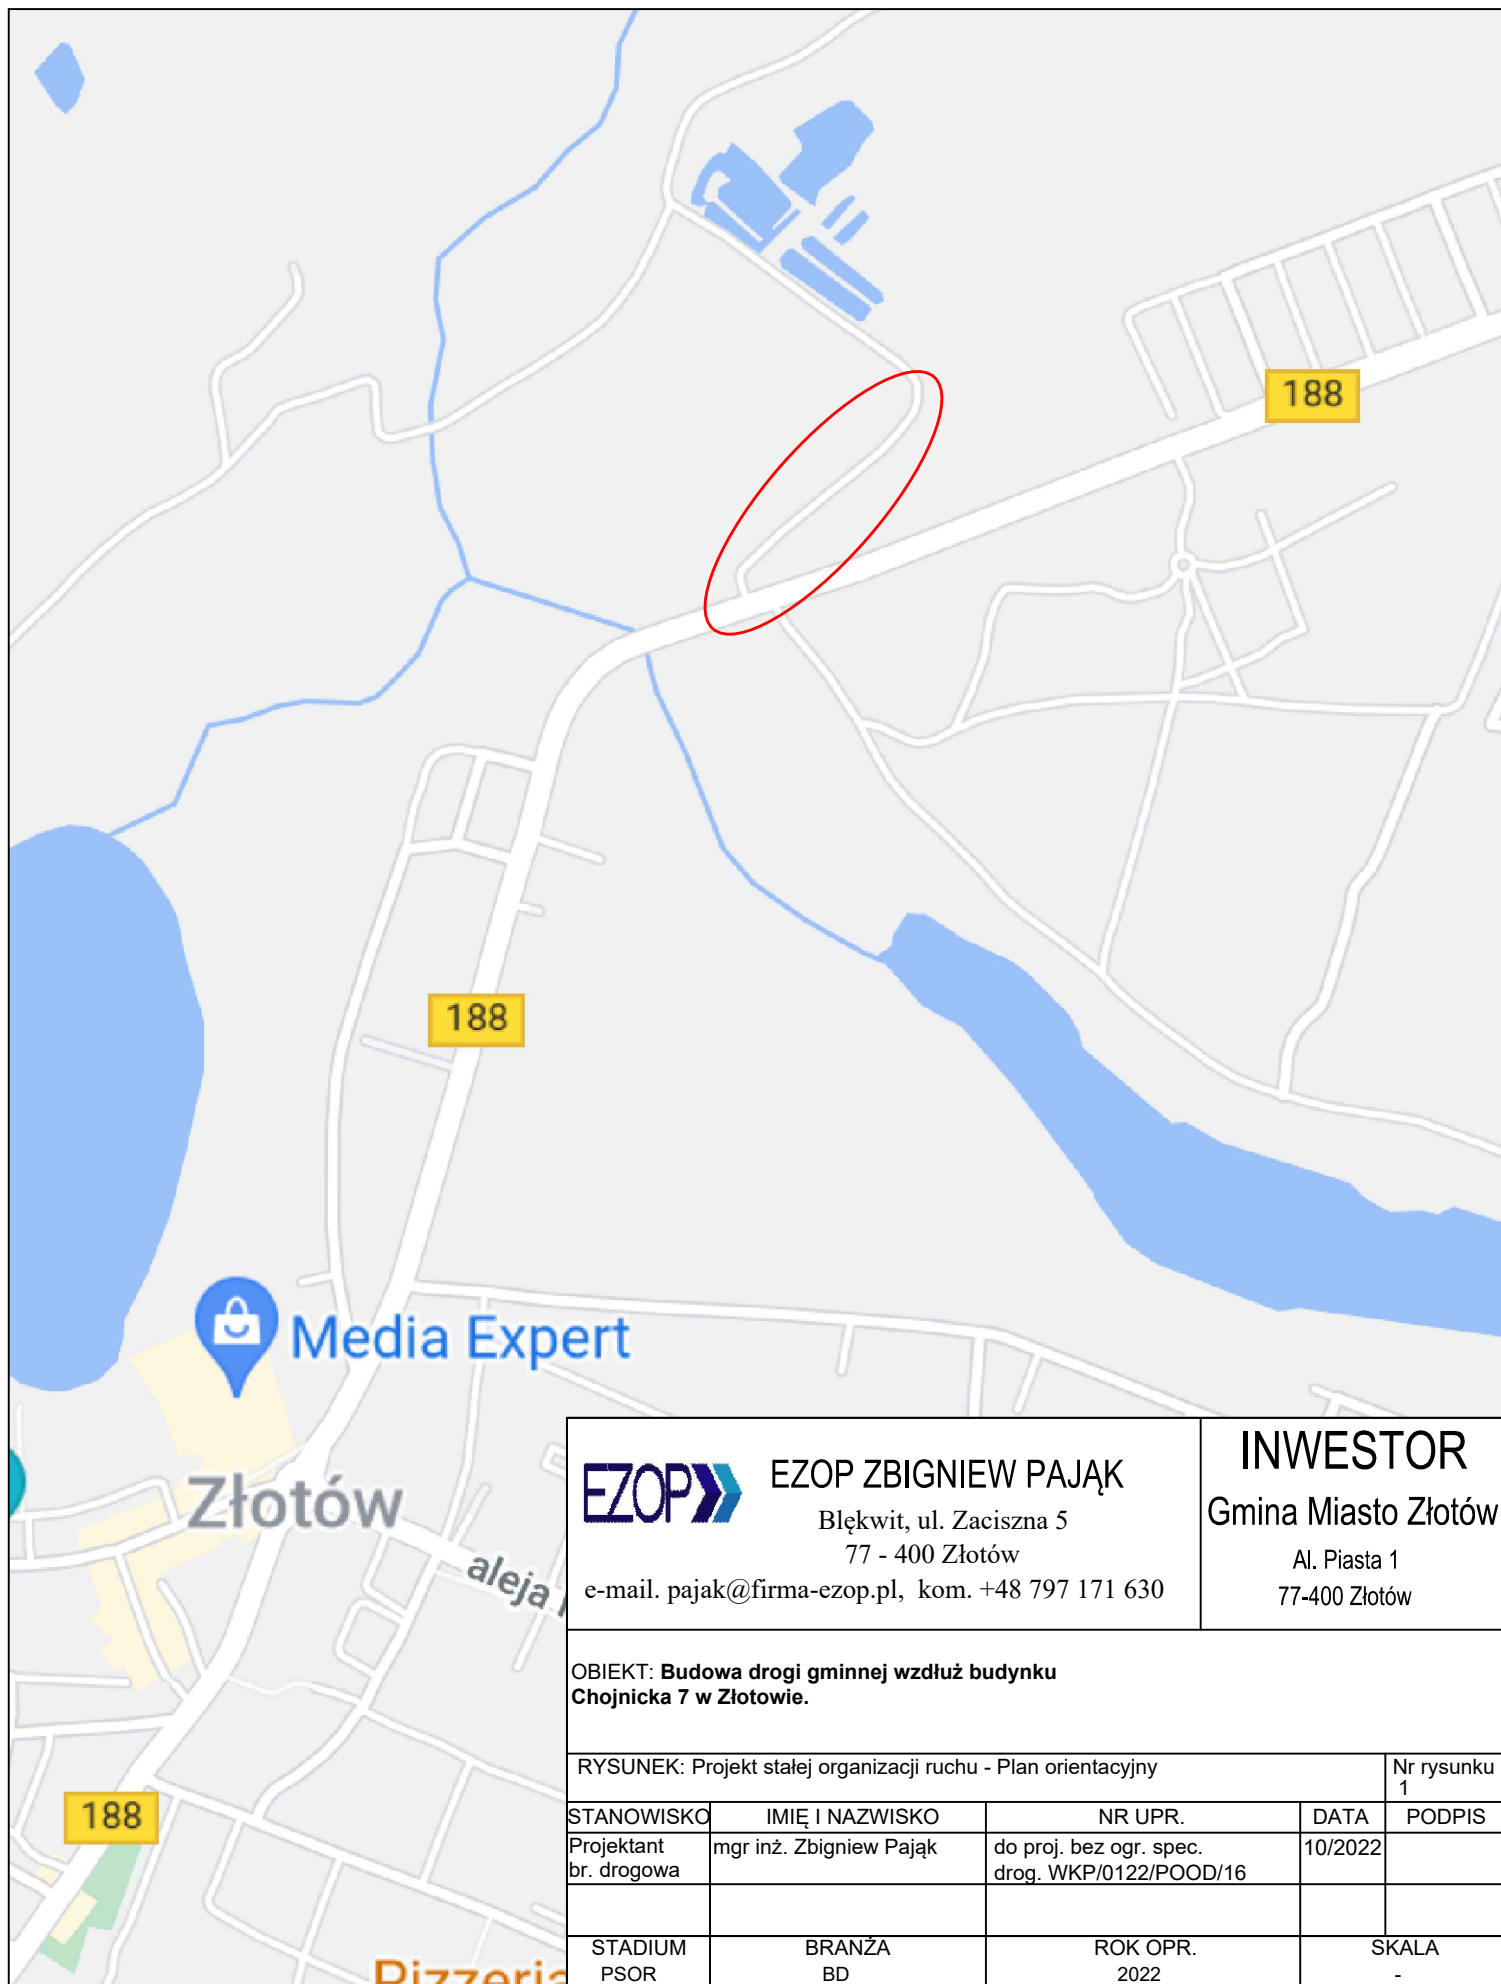 188
188
Media Expert
Złotów
aleja
188
Pizzeria
EZOP
EZOP ZBIGNIEW PAJĄK
Blękwit, ul. Zaciszna 5
77 - 400 Złotów
e-mail. pajak@firma-ezop.pl, kom. +48 797 171 630
INWESTOR
Gmina Miasto Złotów
Al. Piasta 1
77-400 Złotów
OBIEKT: Budowa drogi gminnej wzdłuż budynku
Chojnicka 7 w Złotowie.
RYSUNEK: Projekt stałej organizacji ruchu - Plan orientacyjny
Nr rysunku
1
STANOWISKO IMIĘ I NAZWISKO NR UPR. DATA PODPIS
Projektant mgr inż. Zbigniew Pająk do proj. bez ogr. spec. 10/2022
br. drogowa drog. WKP/0122/POOD/16
STADIUM BRANŻA ROK OPR. SKALA
PSOR BD 2022 -